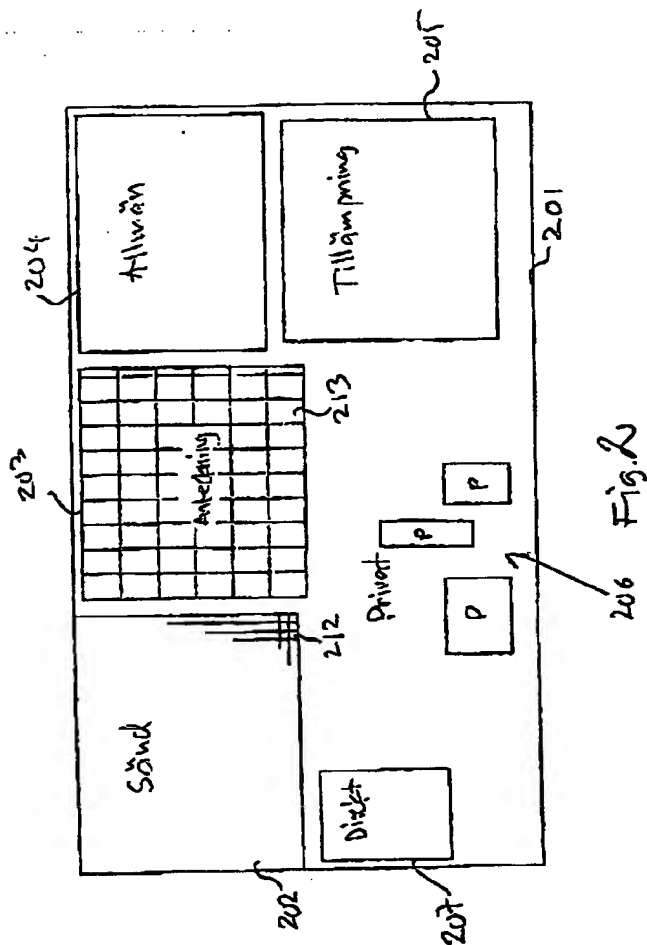 203
204
205
Sänd
Anteckning
Allmän
Tillämpning
212
213
202
Direkt
Privat
P
P
P
207
206
201
Fig.2